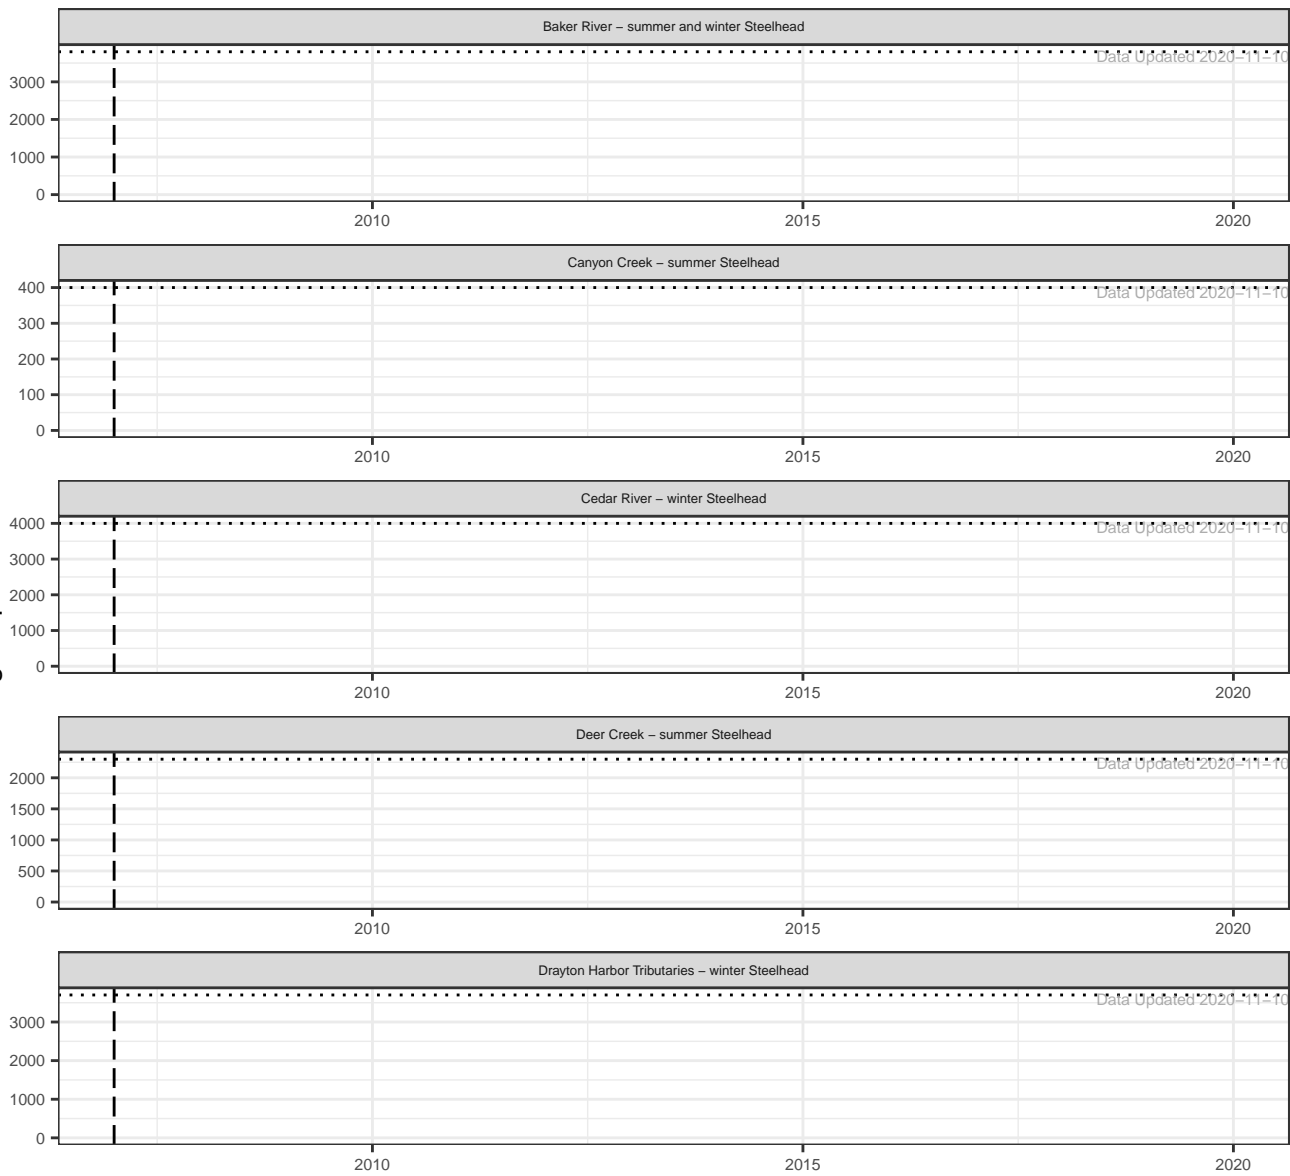 Baker River – summer and winter Steelhead
Data Updated 2020–11–10
3000
2000
1000
0
2010 2015 2020
Canyon Creek – summer Steelhead
400
Data Updated 2020–11–10
300
200
100
0
2010 2015 2020
Cedar River – winter Steelhead
4000
Data Updated 2020–11–10
3000
2000
1000
0
2010 2015 2020
Deer Creek – summer Steelhead
Data Updated 2020–11–10
2000
1500
1000
500
0
2010 2015 2020
Drayton Harbor Tributaries – winter Steelhead
Data Updated 2020–11–10
3000
2000
1000
0
2010 2015 2020